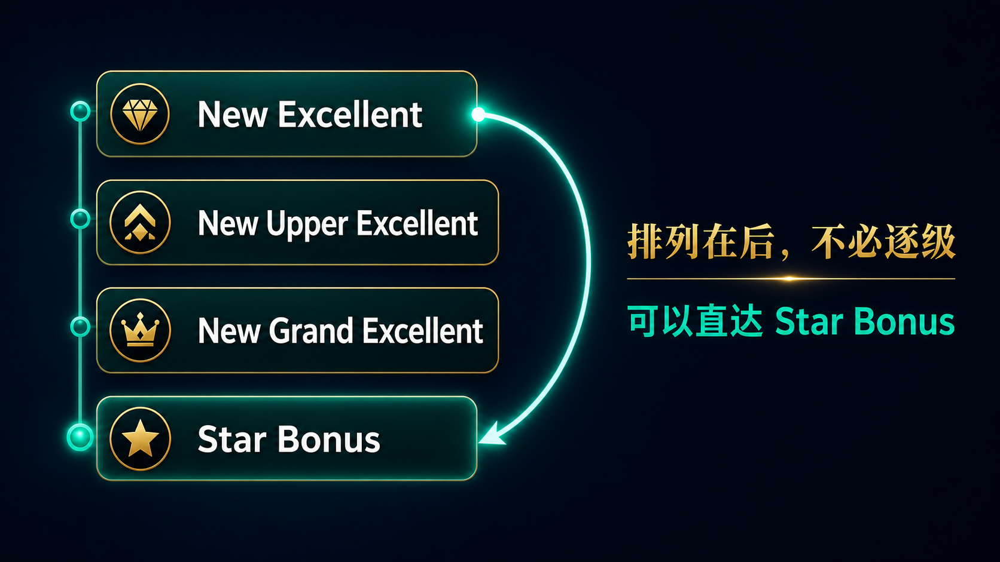 New Excellent
New Upper Excellent
New Grand Excellent
Star Bonus
排列在后，不必逐级
可以直达 Star Bonus